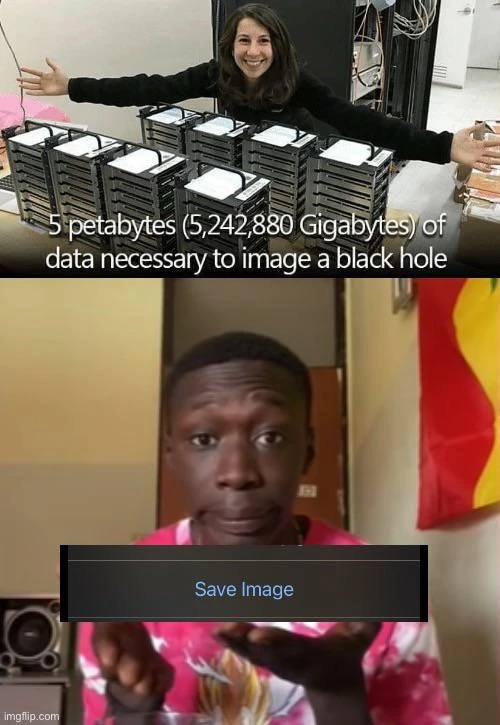 5 petabytes (5,242,880 Gigabytes) of
data necessary to image a black hole
Save Image
imgflip.com